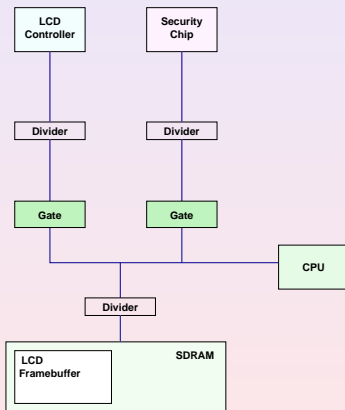 LCD
Controller
Security
Chip
Divider
Divider
Gate
Gate
CPU
Divider
SDRAM
LCD
Framebuffer